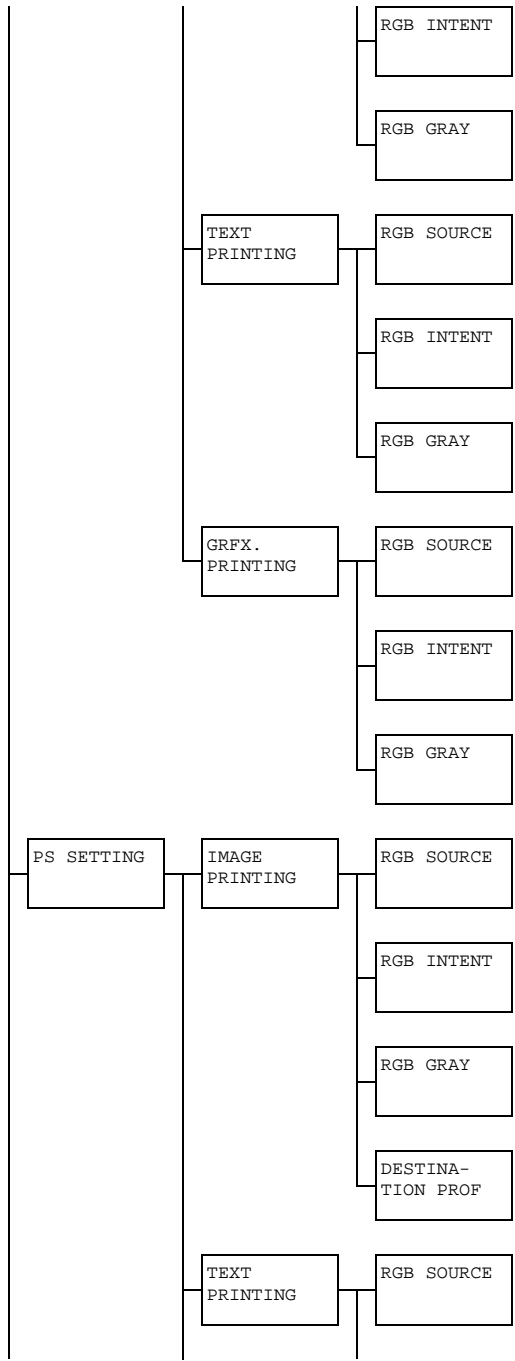 RGB INTENT
RGB GRAY
TEXT
PRINTING
RGB SOURCE
RGB INTENT
RGB GRAY
GRFX.
PRINTING
RGB SOURCE
RGB INTENT
RGB GRAY
PS SETTING
IMAGE
PRINTING
RGB SOURCE
RGB INTENT
RGB GRAY
DESTINA-
TION PROF
TEXT
PRINTING
RGB SOURCE